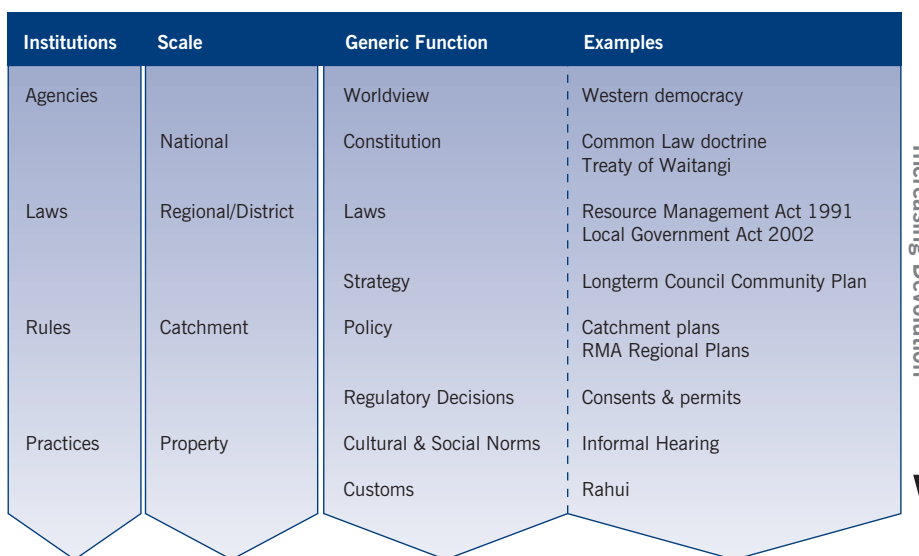 Institutions Scale Generic Function Examples
Agencies Worldview Western democracy
National Constitution Common Law doctrine
Treaty of Waitangi
Laws Regional/District Laws Resource Management Act 1991
Local Government Act 2002
Strategy Longterm Council Community Plan
Rules Catchment Policy Catchment plans
RMA Regional Plans
Regulatory Decisions Consents & permits
Practices Property Cultural & Social Norms Informal Hearing
Customs Rahui
Increasing Devolution